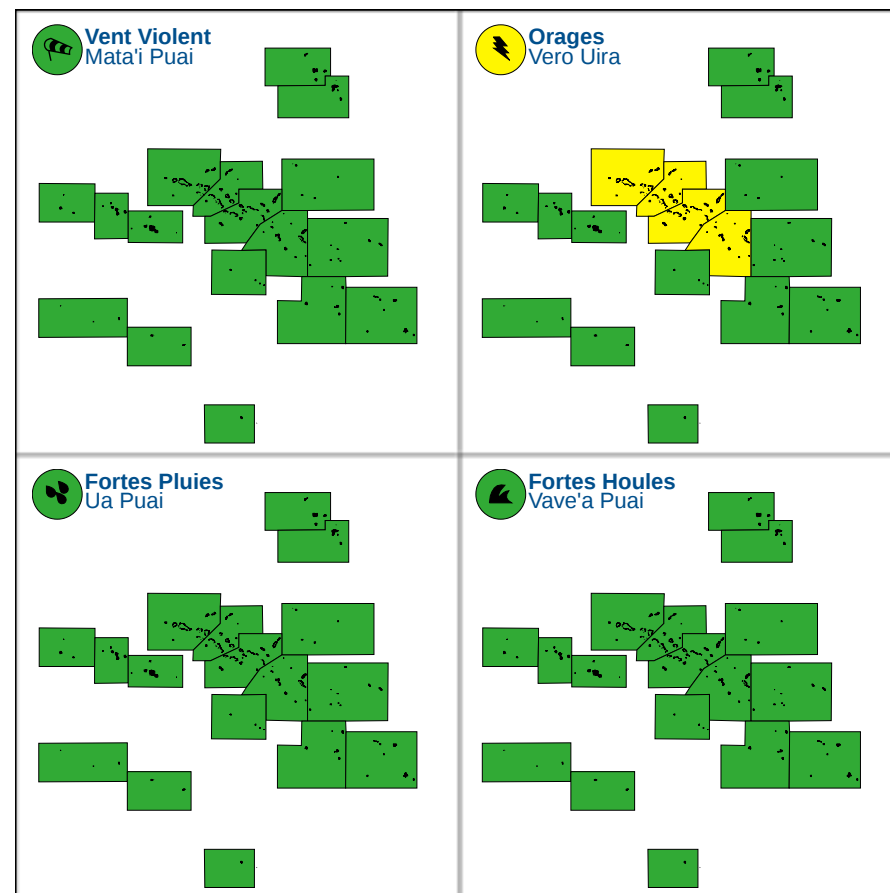 Vent Violent
Mata'i Puai
Orages
Vero Uira
Fortes Pluies
Ua Puai
Fortes Houles
Vave'a Puai